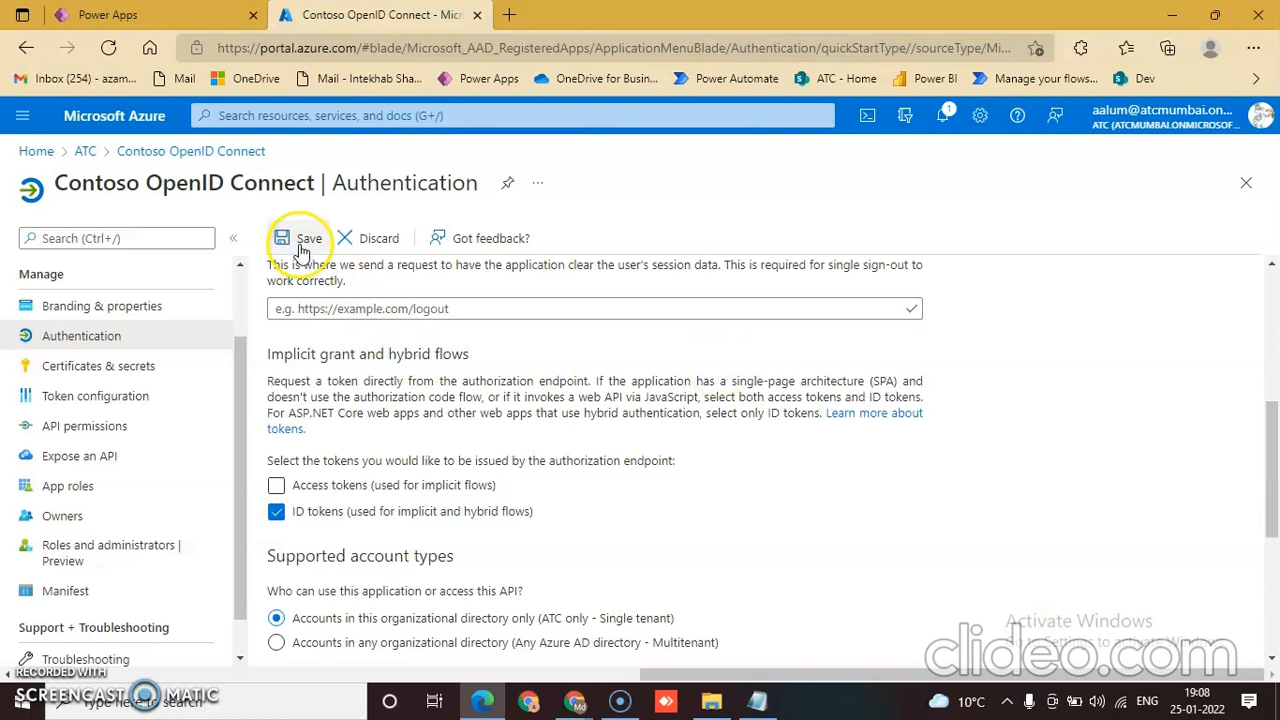 Power Apps
Contoso OpenID Connect - Micr
https://portal.azure.com/#blade/Microsoft_AAD_RegisteredApps/ApplicationMenuBlade/Authentication/quickStartType//sourceType/Mi...
Inbox (254) - azam...
Mail
OneDrive
Mail - Intekhab Sha...
Power Apps
OneDrive for Busin...
Power Automate
ATC - Home
Power BI
Manage your flows...
Dev
Microsoft Azure
Search resources, services, and docs (G+/)
1
aalum@atcmumbai.on...
ATC (ATCMUMBAI.ONMICROSOF...
Home > ATC > Contoso OpenID Connect
Contoso OpenID Connect | Authentication
Search (Ctrl+/)
Save
Discard
Got feedback?
Manage
Branding & properties
Authentication
Certificates & secrets
Token configuration
API permissions
Expose an API
App roles
Owners
Roles and administrators |
Preview
Manifest
Support + Troubleshooting
Troubleshooting
This is where we send a request to have the application clear the user's session data. This is required for single sign-out to
work correctly.
e.g. https://example.com/logout
Implicit grant and hybrid flows
Request a token directly from the authorization endpoint. If the application has a single-page architecture (SPA) and
doesn't use the authorization code flow, or if it invokes a web API via JavaScript, select both access tokens and ID tokens.
For ASP.NET Core web apps and other web apps that use hybrid authentication, select only ID tokens. Learn more about
tokens.
Select the tokens you would like to be issued by the authorization endpoint:
Access tokens (used for implicit flows)
ID tokens (used for implicit and hybrid flows)
Supported account types
Who can use this application or access this API?
Accounts in this organizational directory only (ATC only - Single tenant)
Accounts in any organizational directory (Any Azure AD directory - Multitenant)
Activate Windows
Go to Settings to activate Windows.
clideo.com
RECORDED WITH
SCREENCAST MATIC
Type here to search
10°C
ENG
19:08
25-01-2022